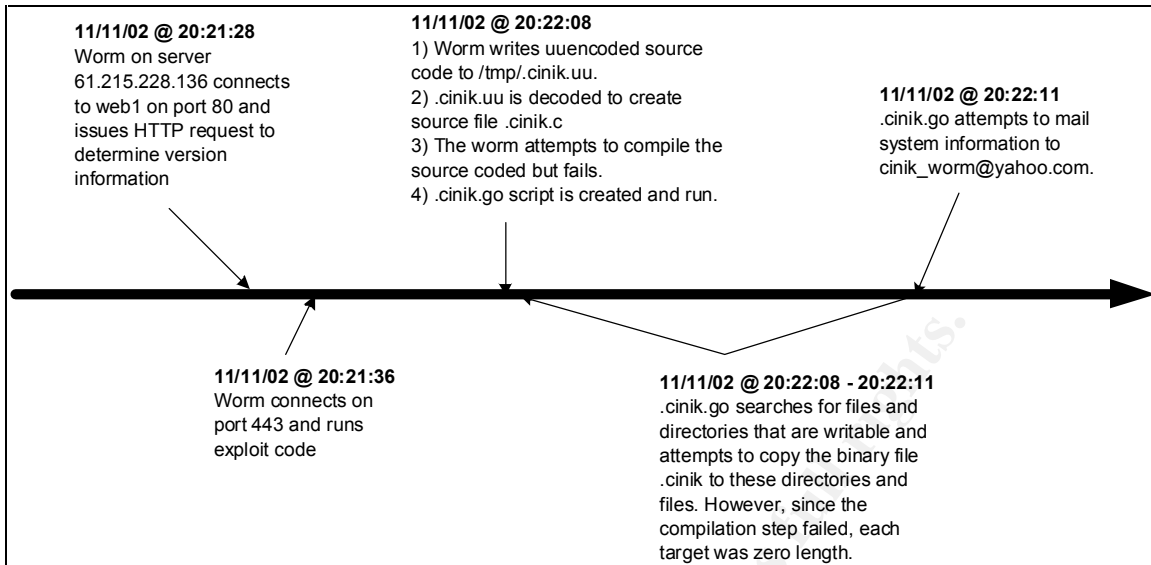 11/11/02 @ 20:21:28
Worm on server
61.215.228.136 connects
to web1 on port 80 and
issues HTTP request to
determine version
information
11/11/02 @ 20:22:08
1) Worm writes uuencoded source
code to /tmp/.cinik.uu.
2) .cinik.uu is decoded to create
source file .cinik.c
3) The worm attempts to compile the
source coded but fails.
4) .cinik.go script is created and run.
11/11/02 @ 20:22:11
.cinik.go attempts to mail
system information to
cinik_worm@yahoo.com.
11/11/02 @ 20:21:36
Worm connects on
port 443 and runs
exploit code
11/11/02 @ 20:22:08 - 20:22:11
.cinik.go searches for files and
directories that are writable and
attempts to copy the binary file
.cinik to these directories and
files. However, since the
compilation step failed, each
target was zero length.
full rights.